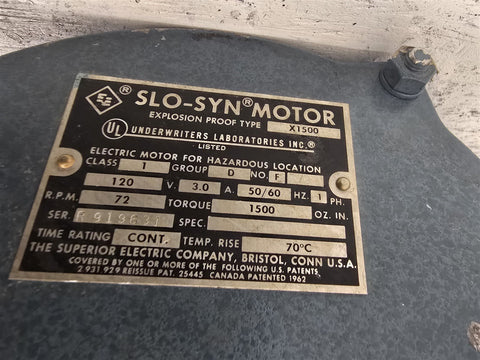 SLO-SYN® MOTOR
EXPLOSION PROOF TYPE X1500
UL® UNDERWRITERS LABORATORIES INC.®
LISTED
ELECTRIC MOTOR FOR HAZARDOUS LOCATION
CLASS 1 GROUP D NO. F
120 V. 3.0 A. 50/60 HZ. 1 PH.
R.P.M. 72 TORQUE 1500 OZ. IN.
SER. SPEC.
TIME RATING CONT. TEMP. RISE 70°C
THE SUPERIOR ELECTRIC COMPANY, BRISTOL, CONN U.S.A.
COVERED BY ONE OR MORE OF THE FOLLOWING U.S. PATENTS
2 931,929 REISSUE PAT. 25445 CANADA PATENTED 1962